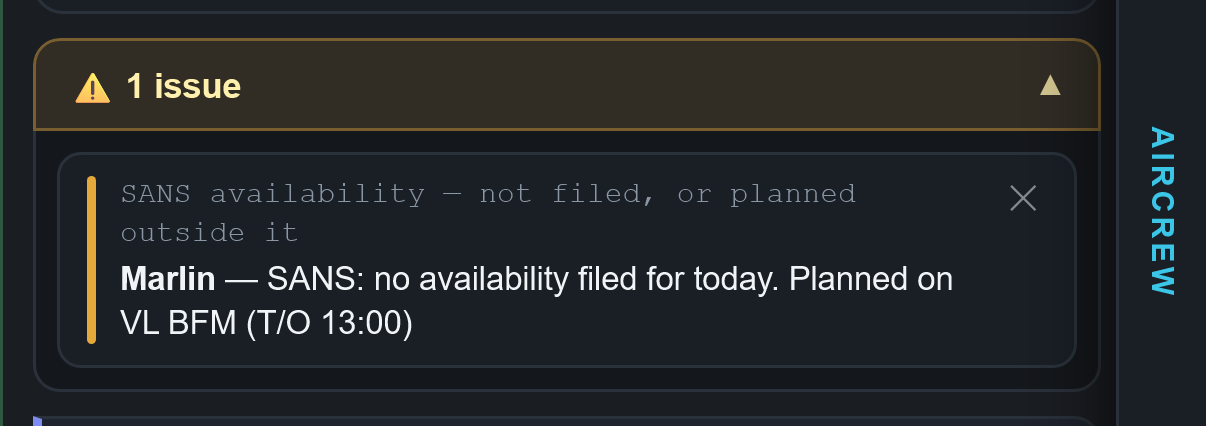 ⚠️ 1 issue ▲
SANS availability — not filed, or planned
outside it
Marlin — SANS: no availability filed for today. Planned on
VL BFM (T/O 13:00)
AIRCREW